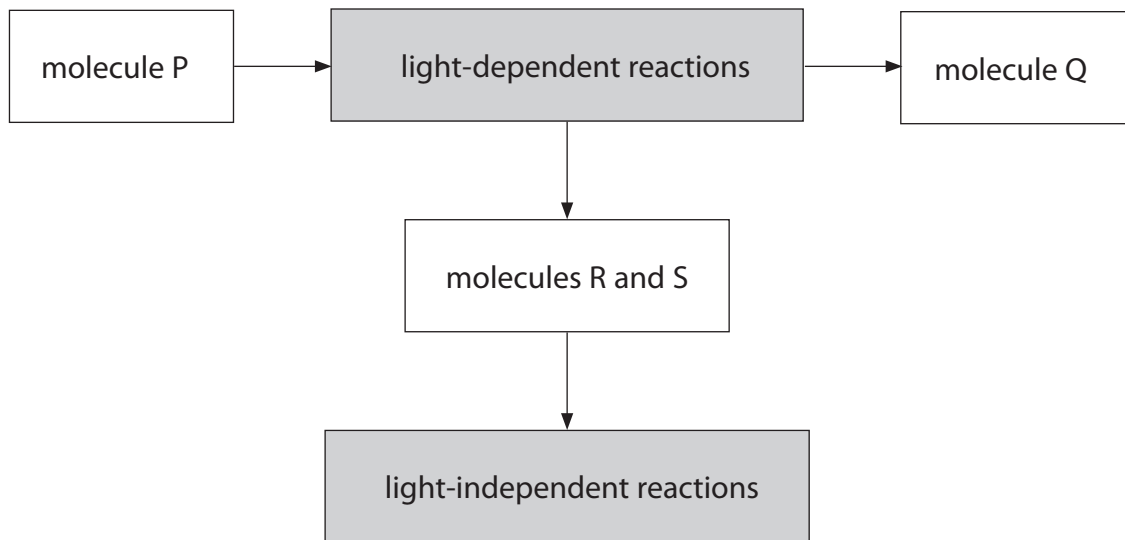 molecule P
light-dependent reactions
molecule Q
molecules R and S
light-independent reactions